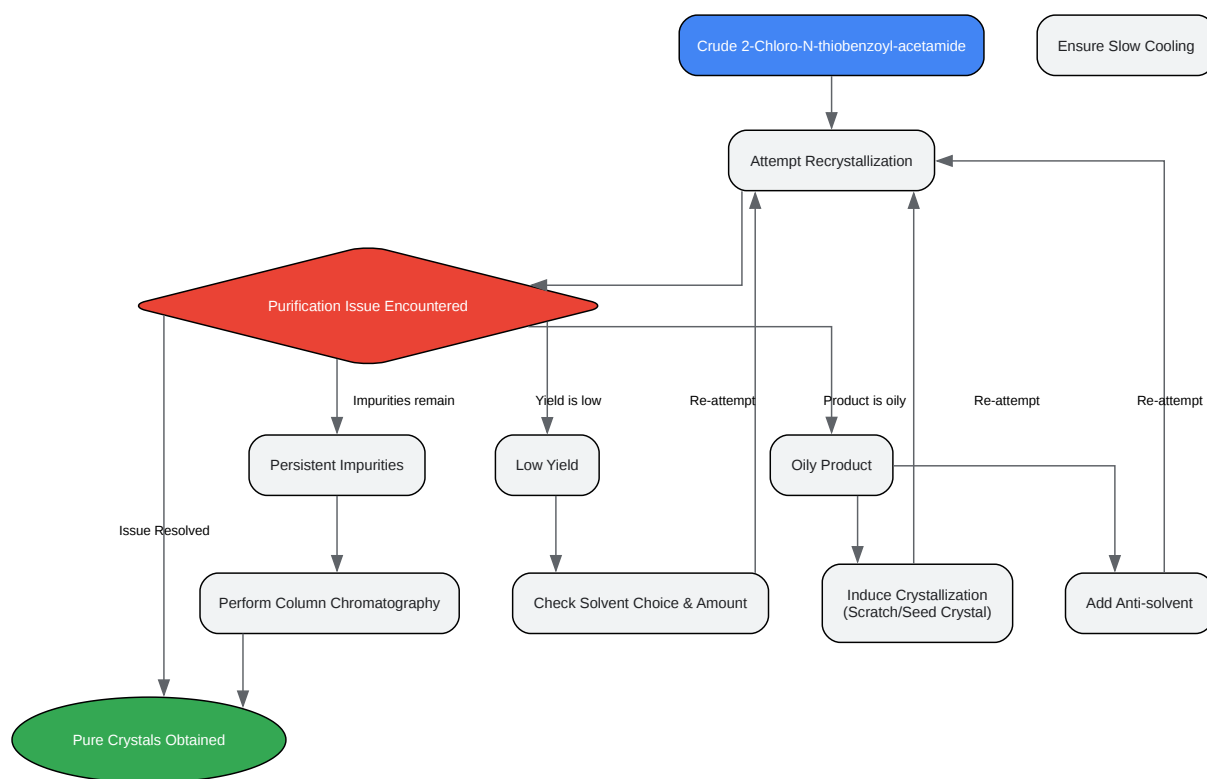 Crude 2-Chloro-N-thiobenzoyl-acetamide
Ensure Slow Cooling
Attempt Recrystallization
Purification Issue Encountered
Impurities remain
Yield is low
Re-attempt
Product is oily
Re-attempt
Re-attempt
Persistent Impurities
Low Yield
Oily Product
Issue Resolved
Perform Column Chromatography
Check Solvent Choice & Amount
Induce Crystallization
(Scratch/Seed Crystal)
Add Anti-solvent
Pure Crystals Obtained